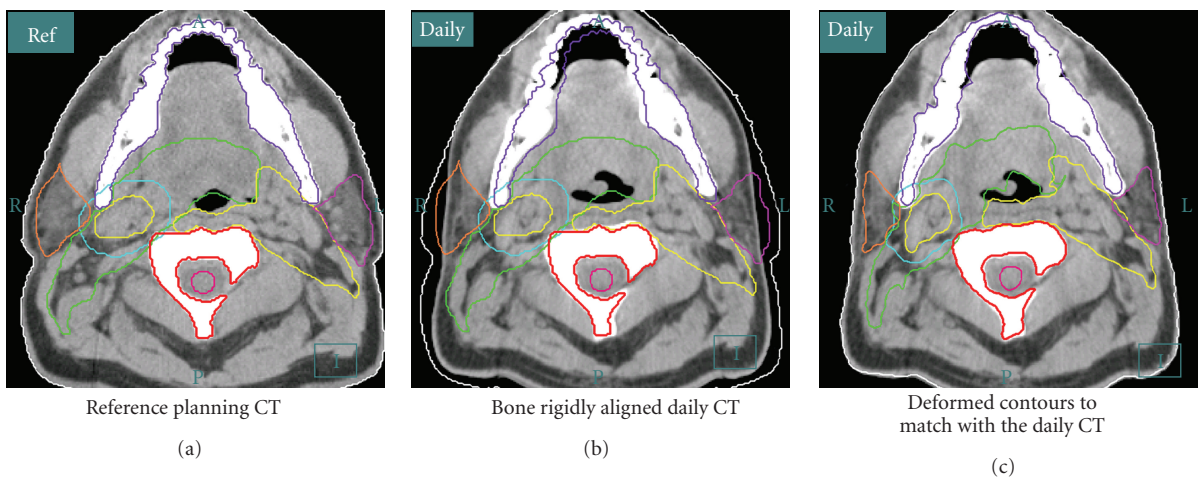 Ref
A
R
I
P
Reference planning CT
(a)
Daily
A
R
L
I
P
Bone rigidly aligned daily CT
(b)
Daily
A
R
L
I
P
Deformed contours to
match with the daily CT
(c)